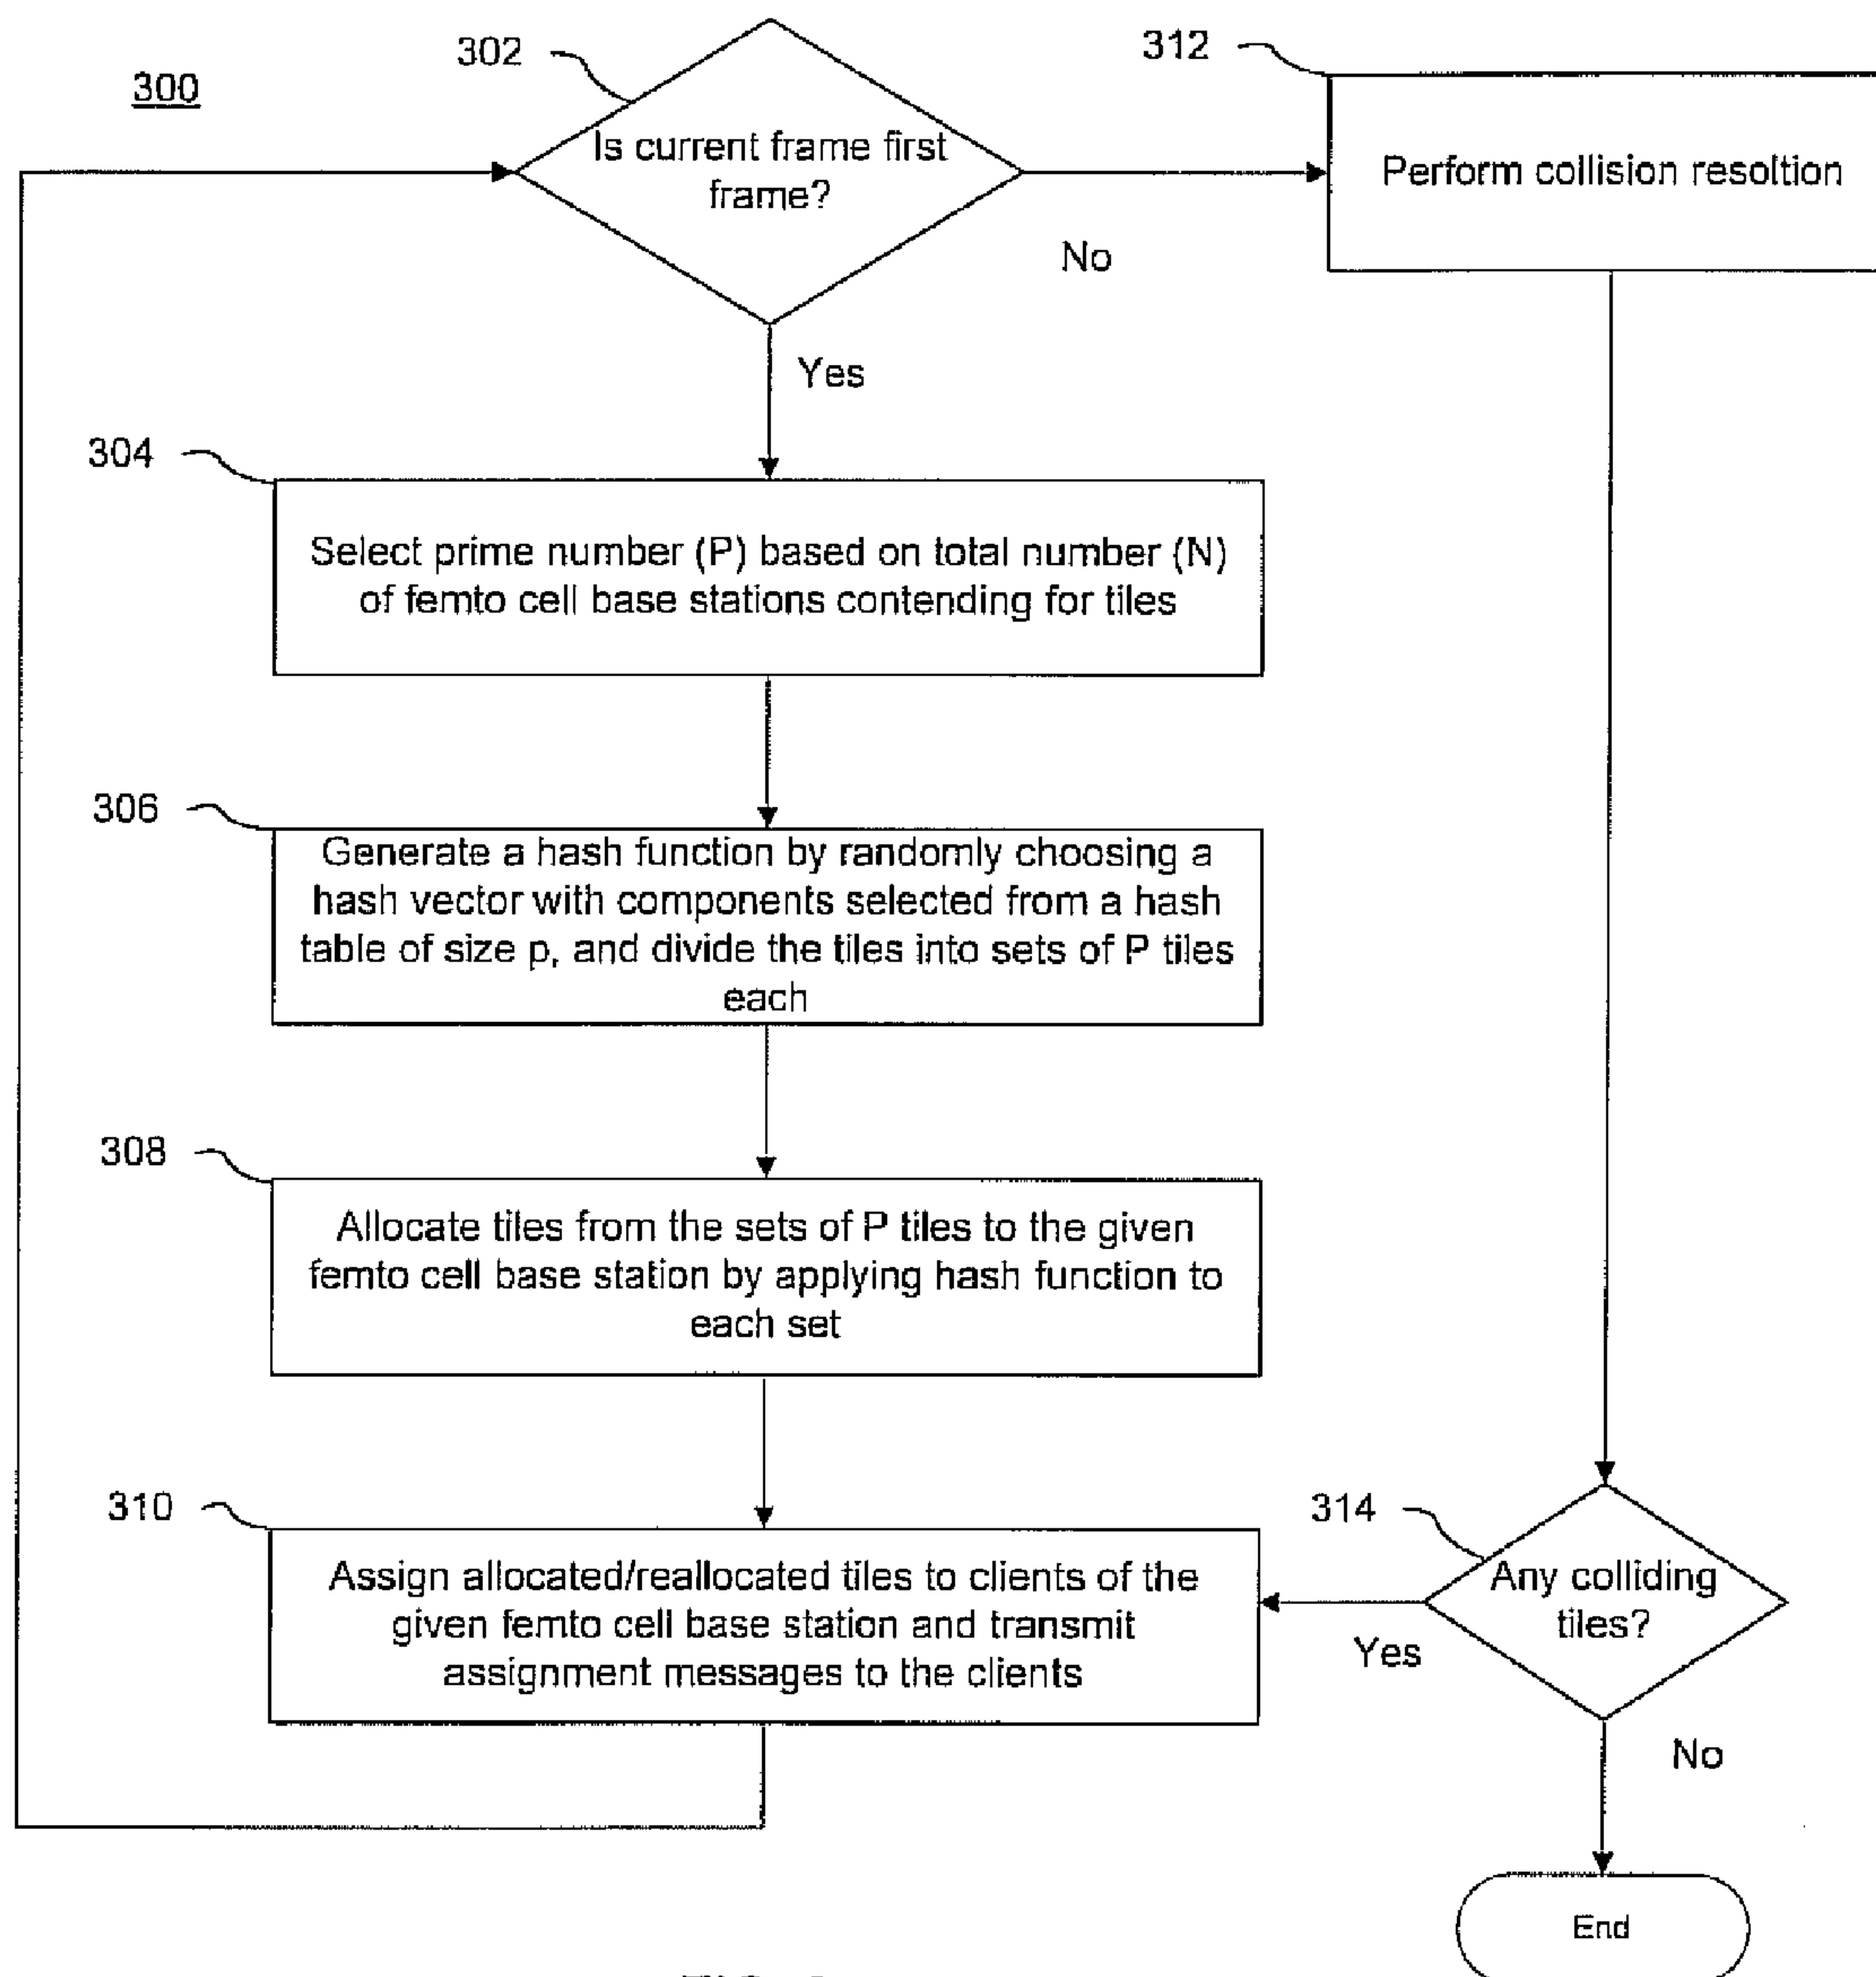 300
302
Is current frame first
frame?
No
Yes
312
Perform collision resoltion
304
Select prime number (P) based on total number (N)
of femto cell base stations contending for tiles
306
Generate a hash function by randomly choosing a
hash vector with components selected from a hash
table of size p, and divide the tiles into sets of P tiles
each
308
Allocate tiles from the sets of P tiles to the given
femto cell base station by applying hash function to
each set
310
Assign allocated/reallocated tiles to clients of the
given femto cell base station and transmit
assignment messages to the clients
314
Any colliding
tiles?
Yes
No
End